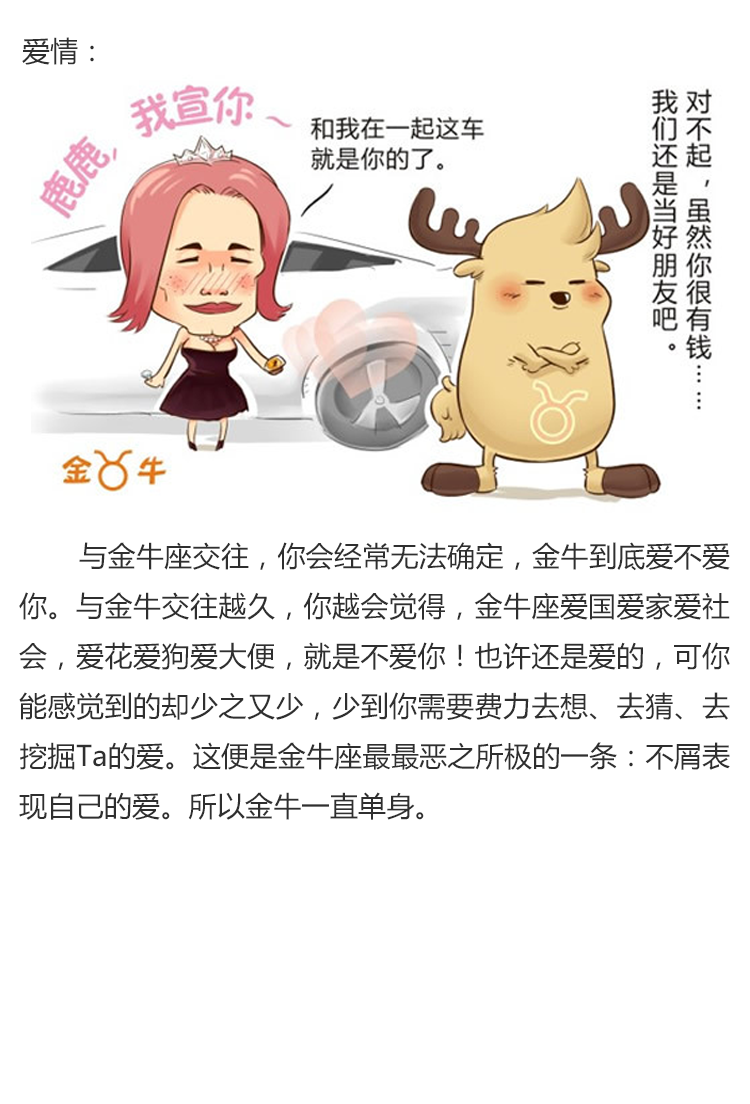 爱情：
鹿鹿，我宣你～
和我在一起这车
就是你的了。
对不起，虽然你很有钱……
我们还是当好朋友吧。
金♉牛
与金牛座交往，你会经常无法确定，金牛到底爱不爱
你。与金牛交往越久，你越会觉得，金牛座爱国爱家爱社
会，爱花爱狗爱大便，就是不爱你！也许还是爱的，可你
能感觉到的却少之又少，少到你需要费力去想、去猜、去
挖掘Ta的爱。这便是金牛座最最恶之所极的一条：不屑表
现自己的爱。所以金牛一直单身。